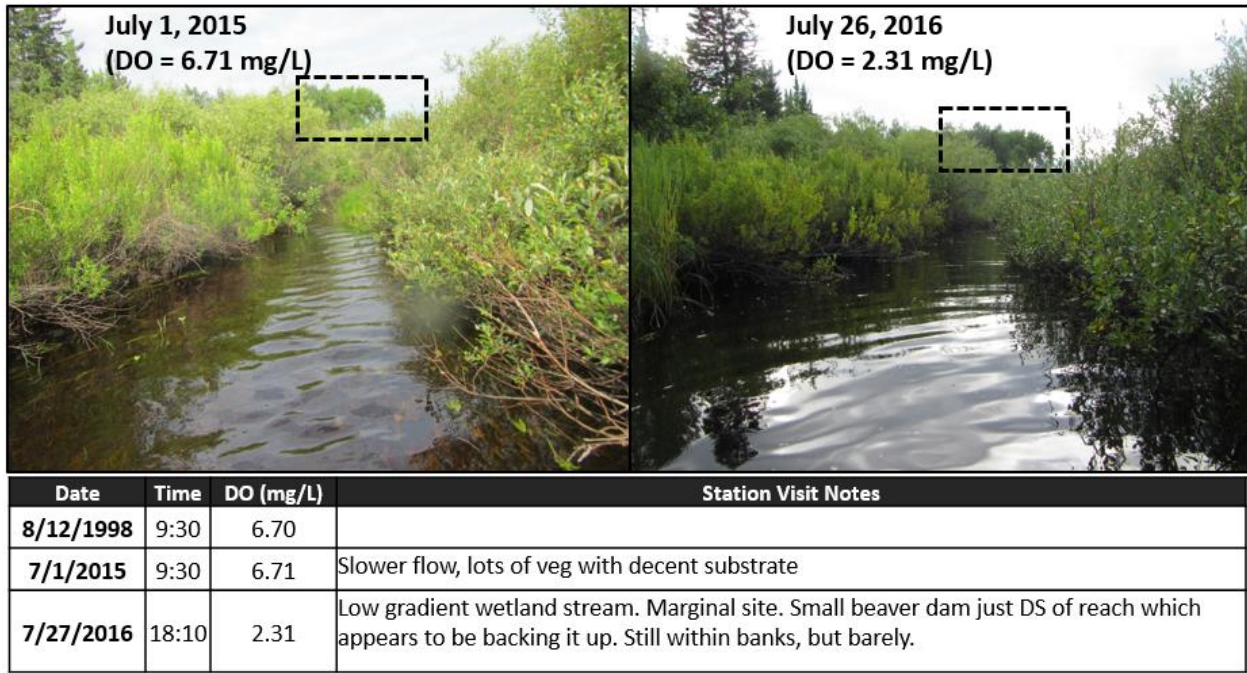 July 1, 2015
(DO = 6.71 mg/L)
July 26, 2016
(DO = 2.31 mg/L)
Date Time DO (mg/L) Station Visit Notes
8/12/1998 9:30 6.70
7/1/2015 9:30 6.71 Slower flow, lots of veg with decent substrate
7/27/2016 18:10 2.31 Low gradient wetland stream. Marginal site. Small beaver dam just DS of reach which
appears to be backing it up. Still within banks, but barely.